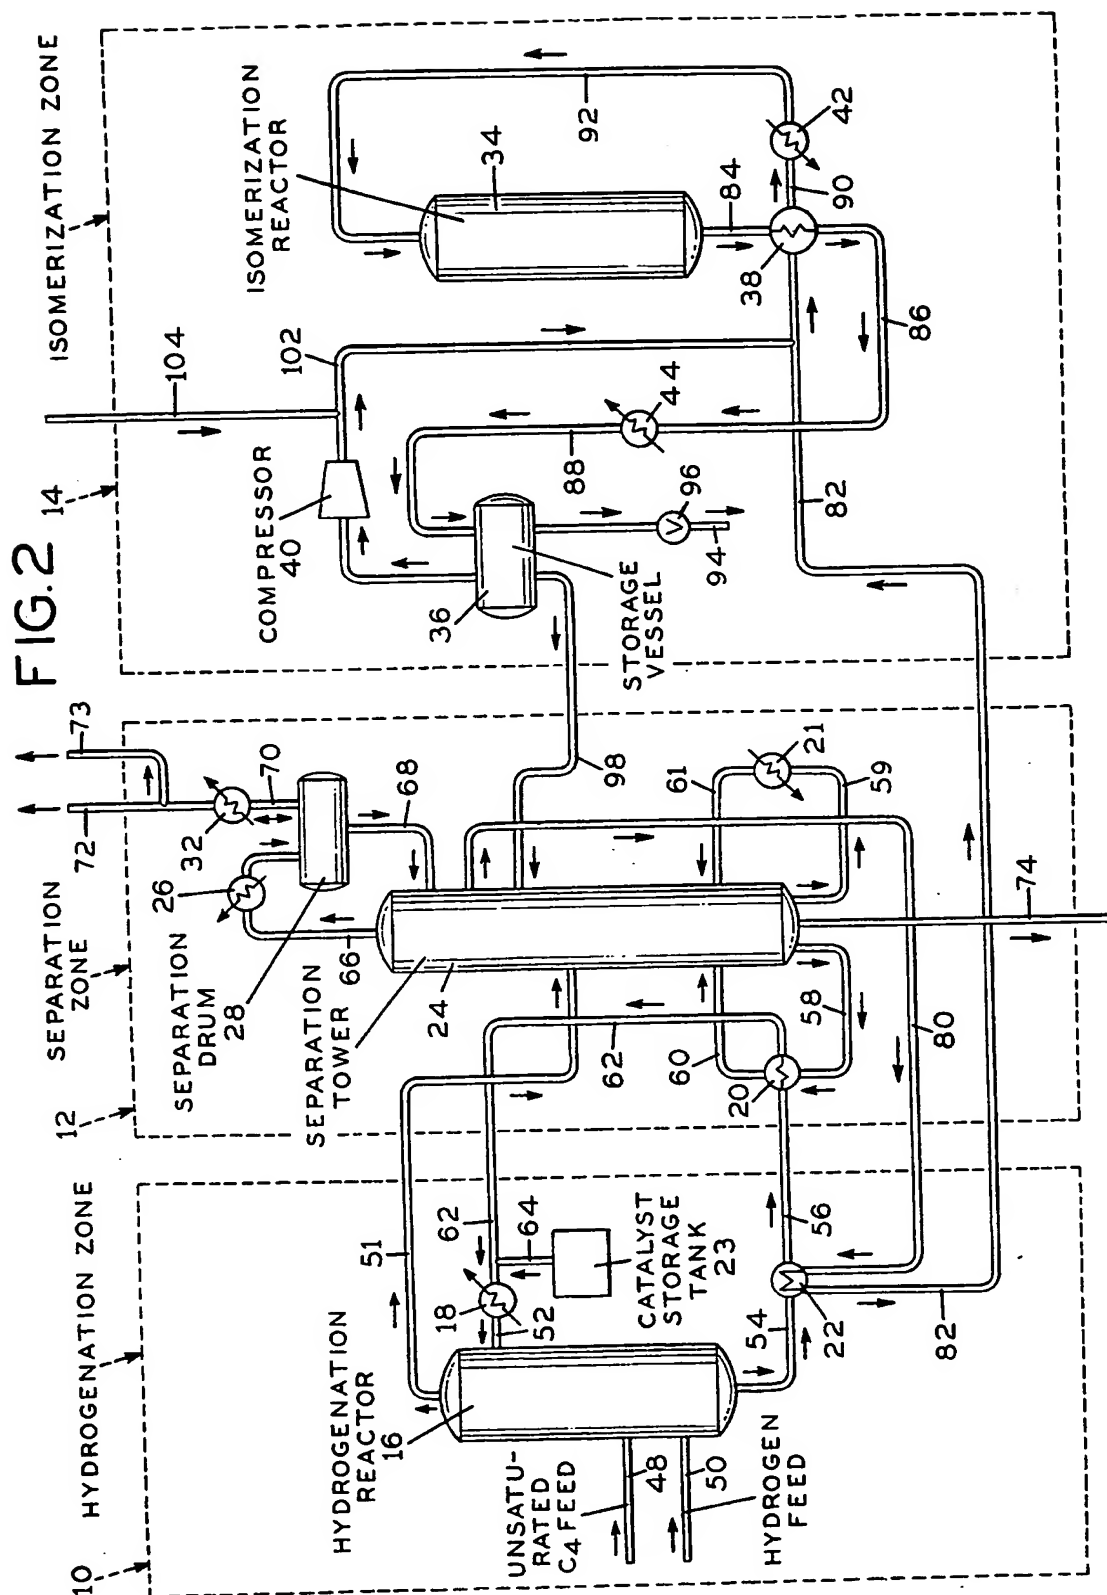 FIG.2
10
HYDROGENATION ZONE
12
SEPARATION
ZONE
14
ISOMERIZATION ZONE
72
73
104
SEPARATION
DRUM
28
26
32
70
66
68
SEPARATION
TOWER
24
COMPRESSOR
40
102
ISOMERIZATION
REACTOR
34
92
HYDROGENATION
REACTOR
16
51
62
64
18
52
CATALYST
STORAGE
TANK
23
62
60
58
20
61
21
59
98
36
STORAGE
VESSEL
88
44
96
94
84
38
90
42
86
82
UNSATU-
RATED
C4 FEED
48
50
HYDROGEN
FEED
54
22
56
82
80
74